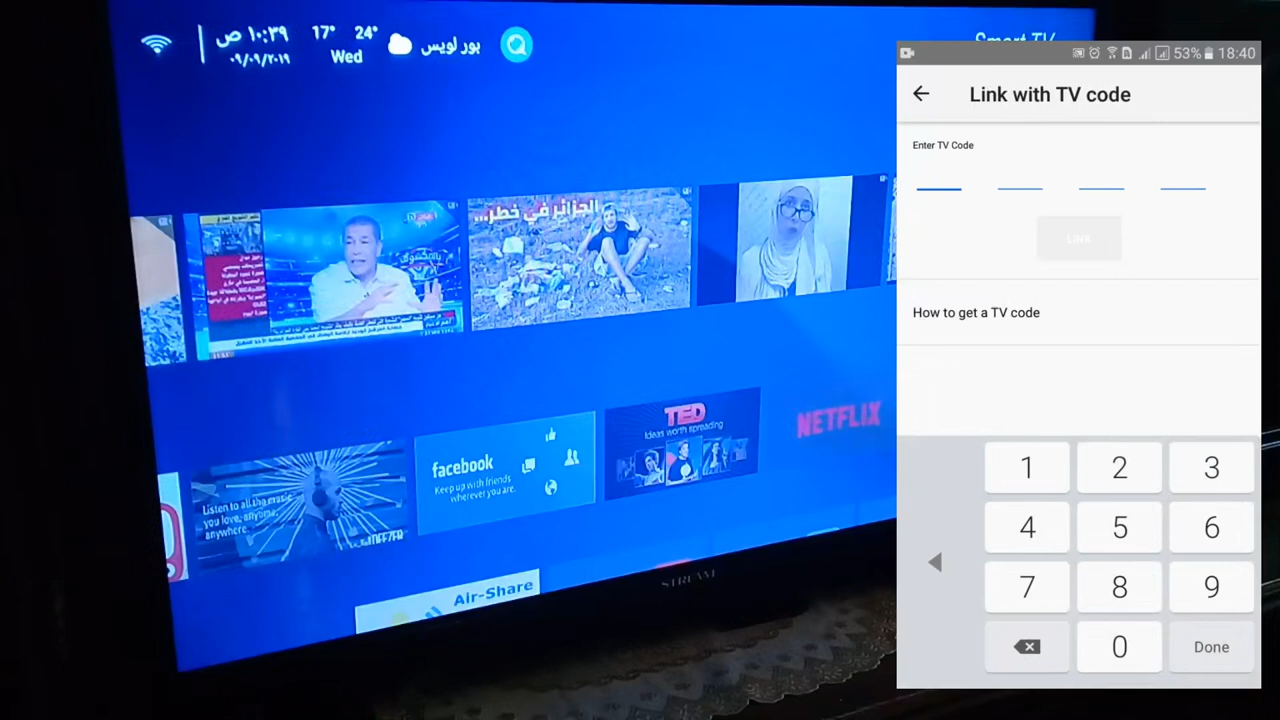 ١٠:٣٩ ص
٠٩/٠٩/٢٠١٩
17° 24°
Wed
بور لويس
Smart TV
الجزائر في خطر...
Listen to all the music
you love, anytime,
anywhere.
DEEZER
facebook
Keep up with friends
wherever you are.
TED
Ideas worth spreading
NETFLIX
Air-Share
STREAM
53% 18:40
Link with TV code
Enter TV Code
LINK
How to get a TV code
1 2 3
4 5 6
7 8 9
0 Done